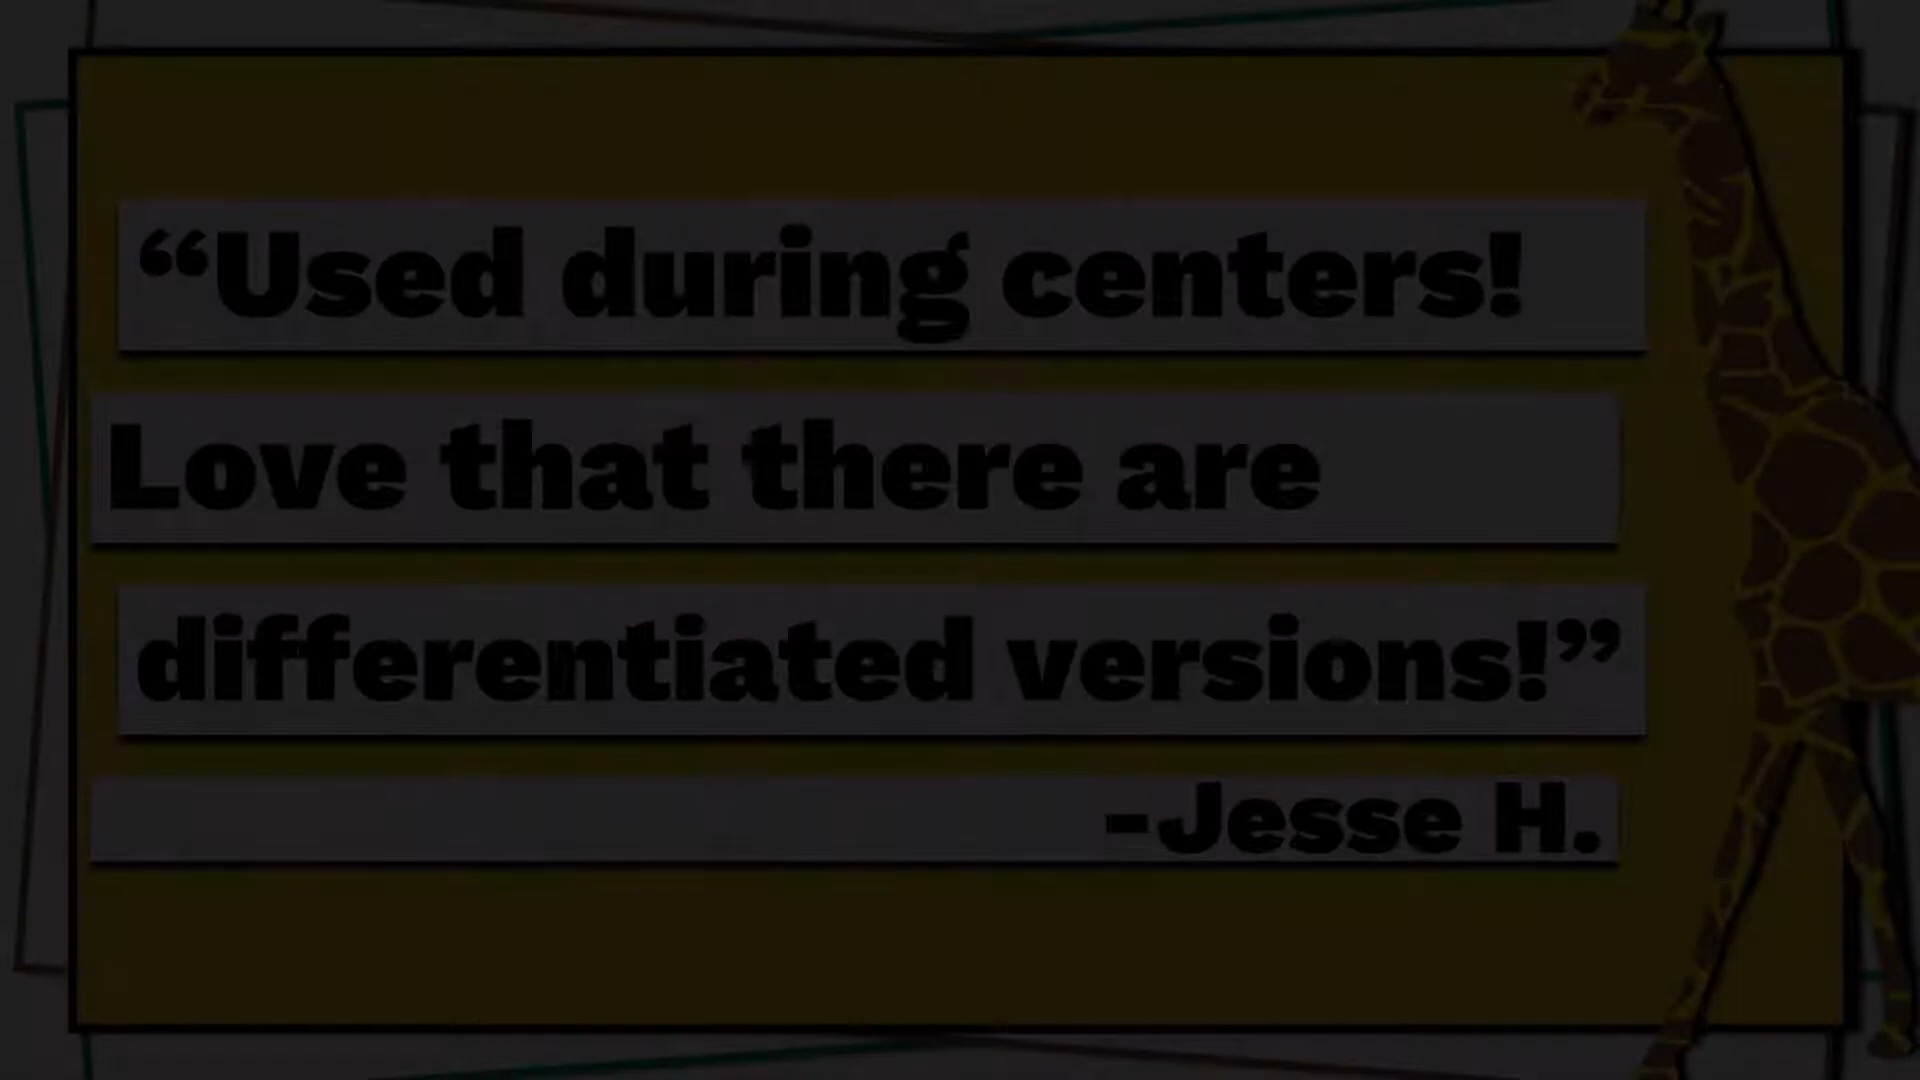 “Used during centers!
Love that there are
differentiated versions!”
-Jesse H.